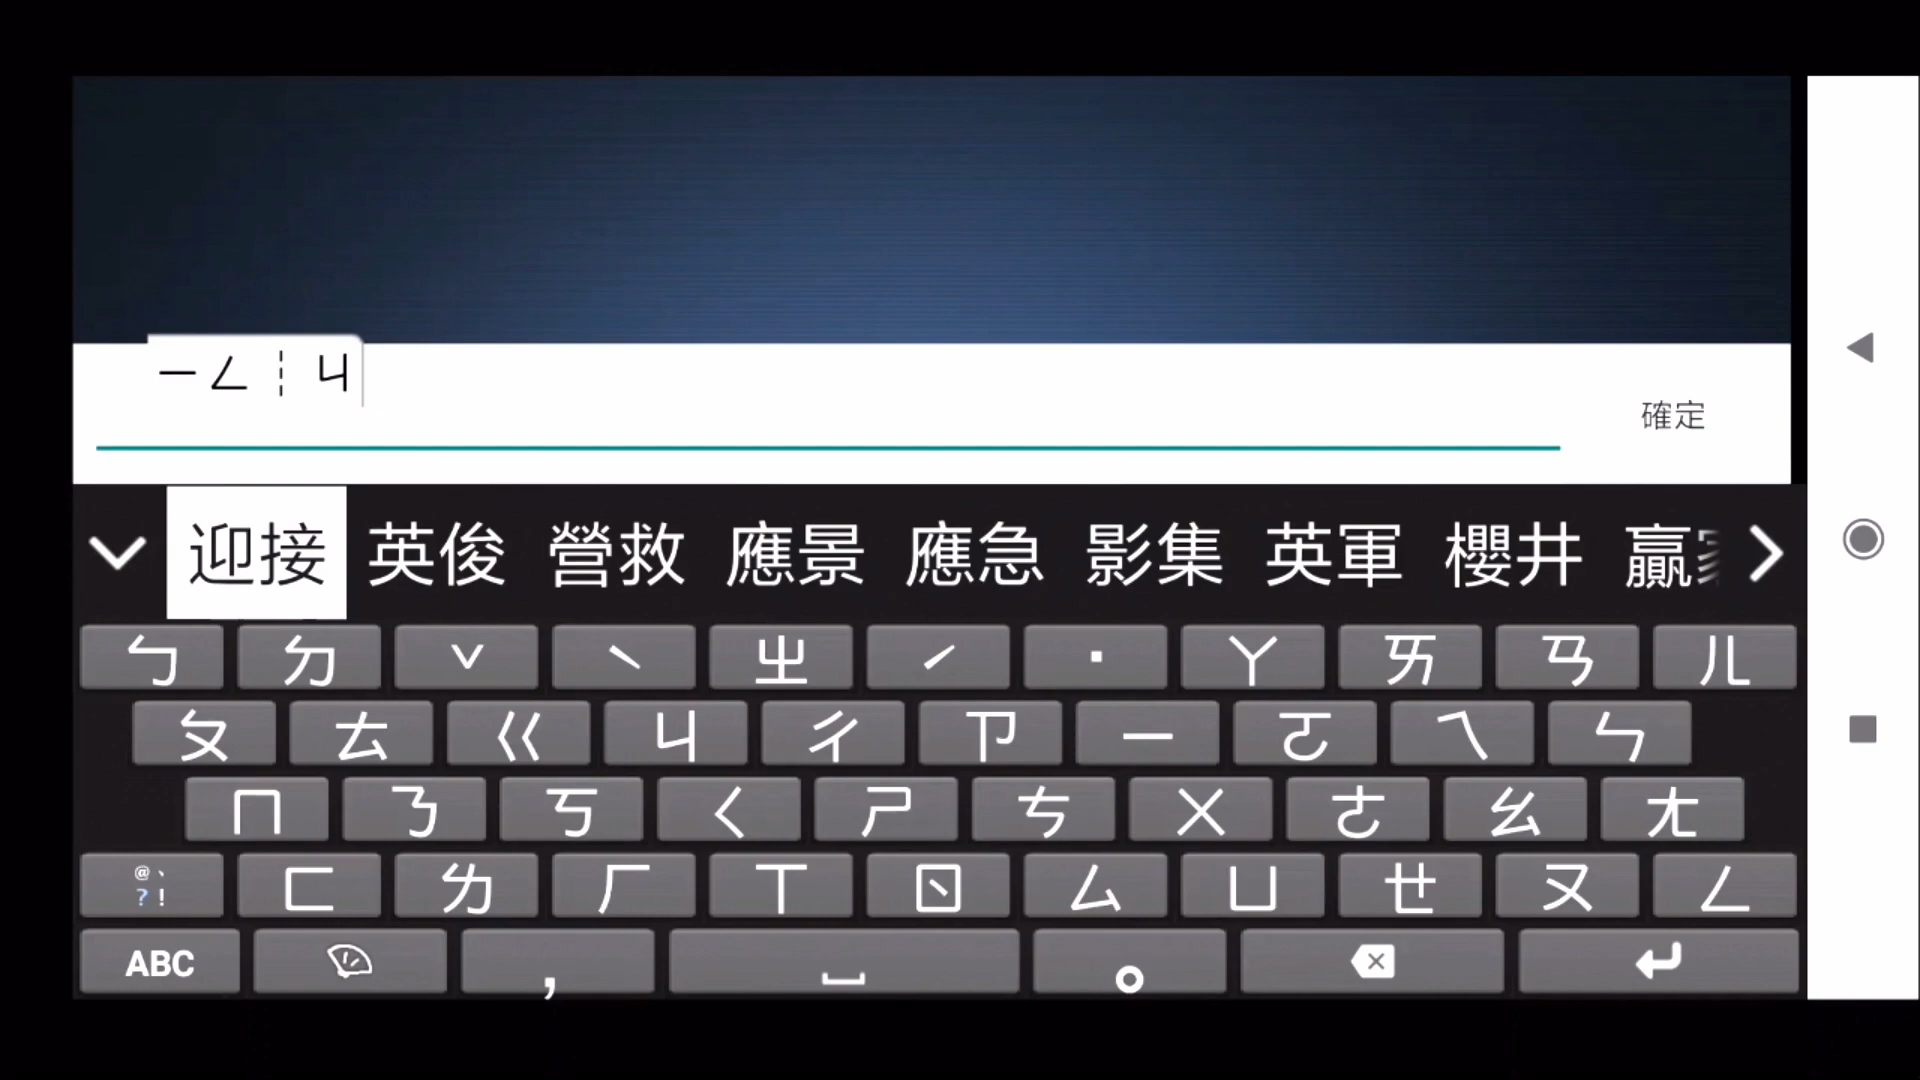 ㄧㄥ ┆ ㄐ
確定
迎接 英俊 營救 應景 應急 影集 英軍 櫻井 贏
ㄅ ㄉ ˇ ˋ ㄓ ˊ ˙ ㄚ ㄞ ㄢ ㄦ
ㄆ ㄊ ㄍ ㄐ ㄔ ㄗ ㄧ ㄛ ㄟ ㄣ
ㄇ ㄋ ㄎ ㄑ ㄕ ㄘ ㄨ ㄜ ㄠ ㄤ
@、?! ㄈ ㄌ ㄏ ㄒ ㄖ ㄙ ㄩ ㄝ ㄡ ㄥ
ABC , 。